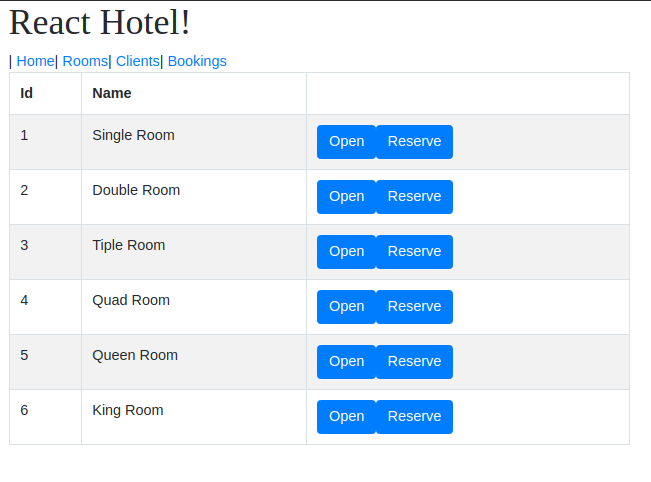 React Hotel!
| Home| Rooms| Clients| Bookings
Id Name
1 Single Room Open Reserve
2 Double Room Open Reserve
3 Tiple Room Open Reserve
4 Quad Room Open Reserve
5 Queen Room Open Reserve
6 King Room Open Reserve